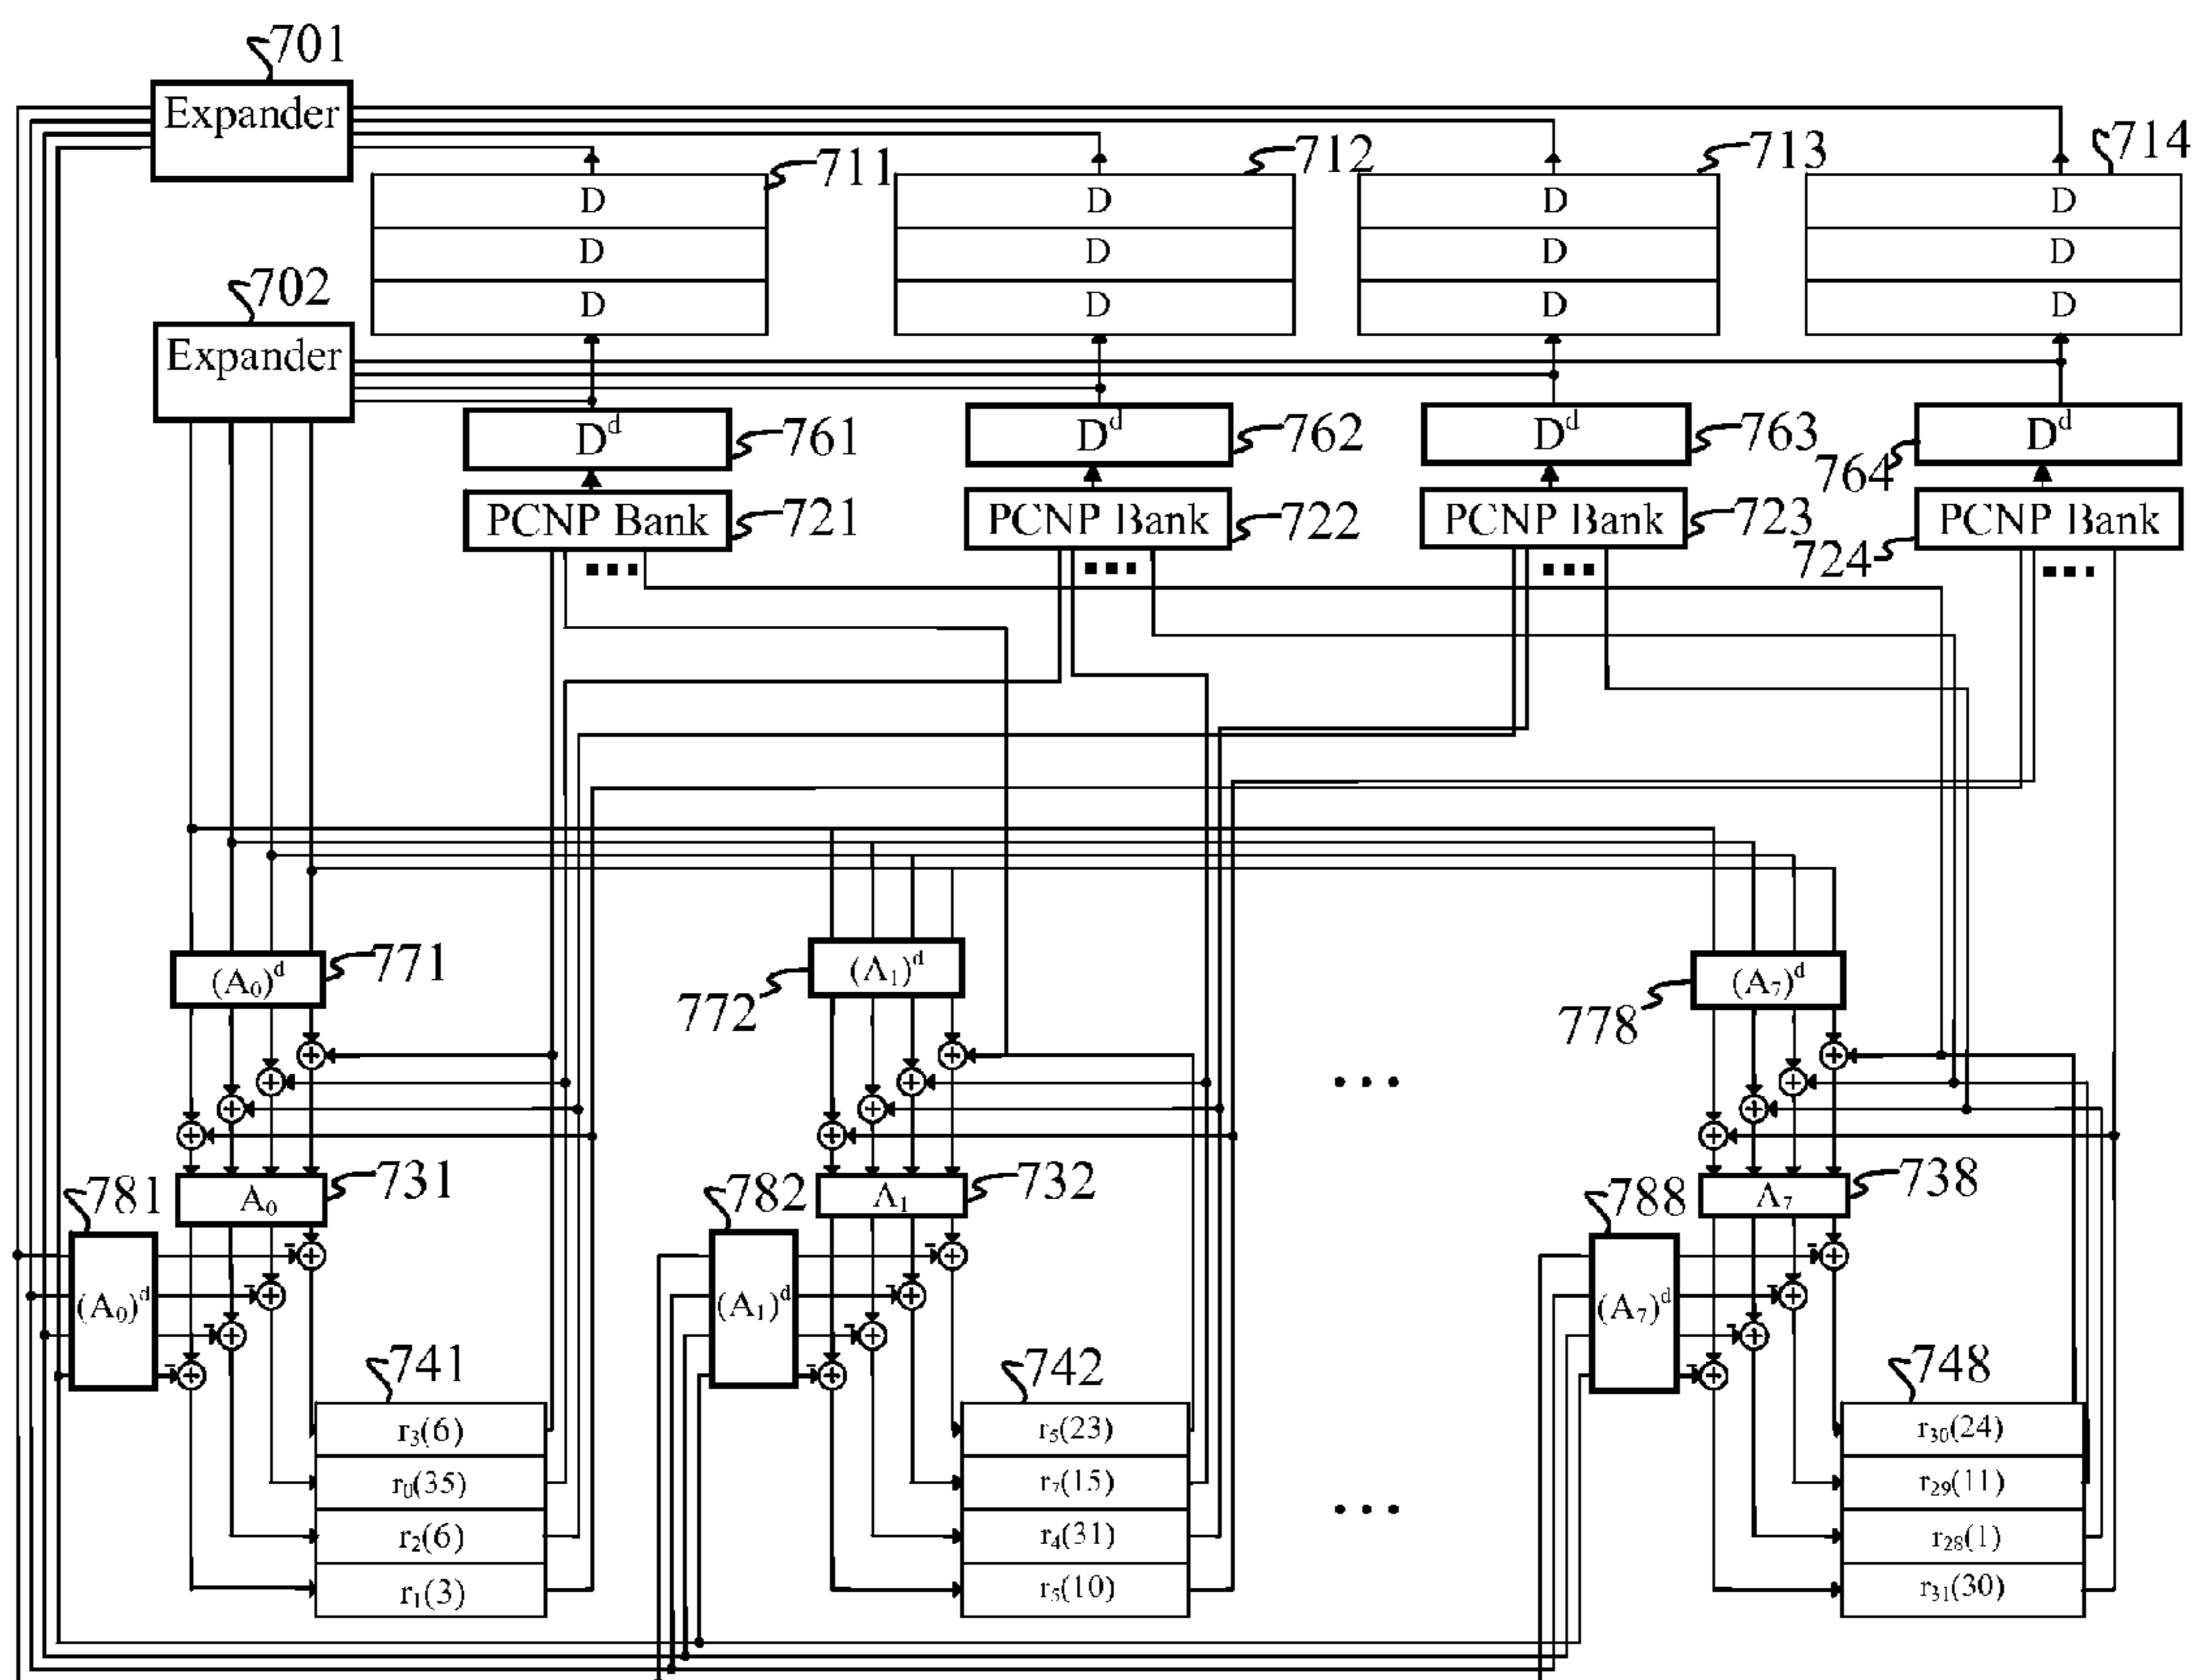 701
Expander
711
712
713
714
D
D
D
D
D
D
D
D
D
D
D
D
702
Expander
D^d
761
D^d
762
D^d
763
D^d
764
PCNP Bank
721
PCNP Bank
722
PCNP Bank
723
PCNP Bank
724
(A₀)^d
771
(A₁)^d
772
(A₇)^d
778
A₀
731
A₁
732
A₇
738
781
(A₀)^d
782
(A₁)^d
788
(A₇)^d
741
r₃(6)
r₀(35)
r₂(6)
r₁(3)
742
r₅(23)
r₇(15)
r₄(31)
r₅(10)
748
r₃₀(24)
r₂₉(11)
r₂₈(1)
r₃₁(30)